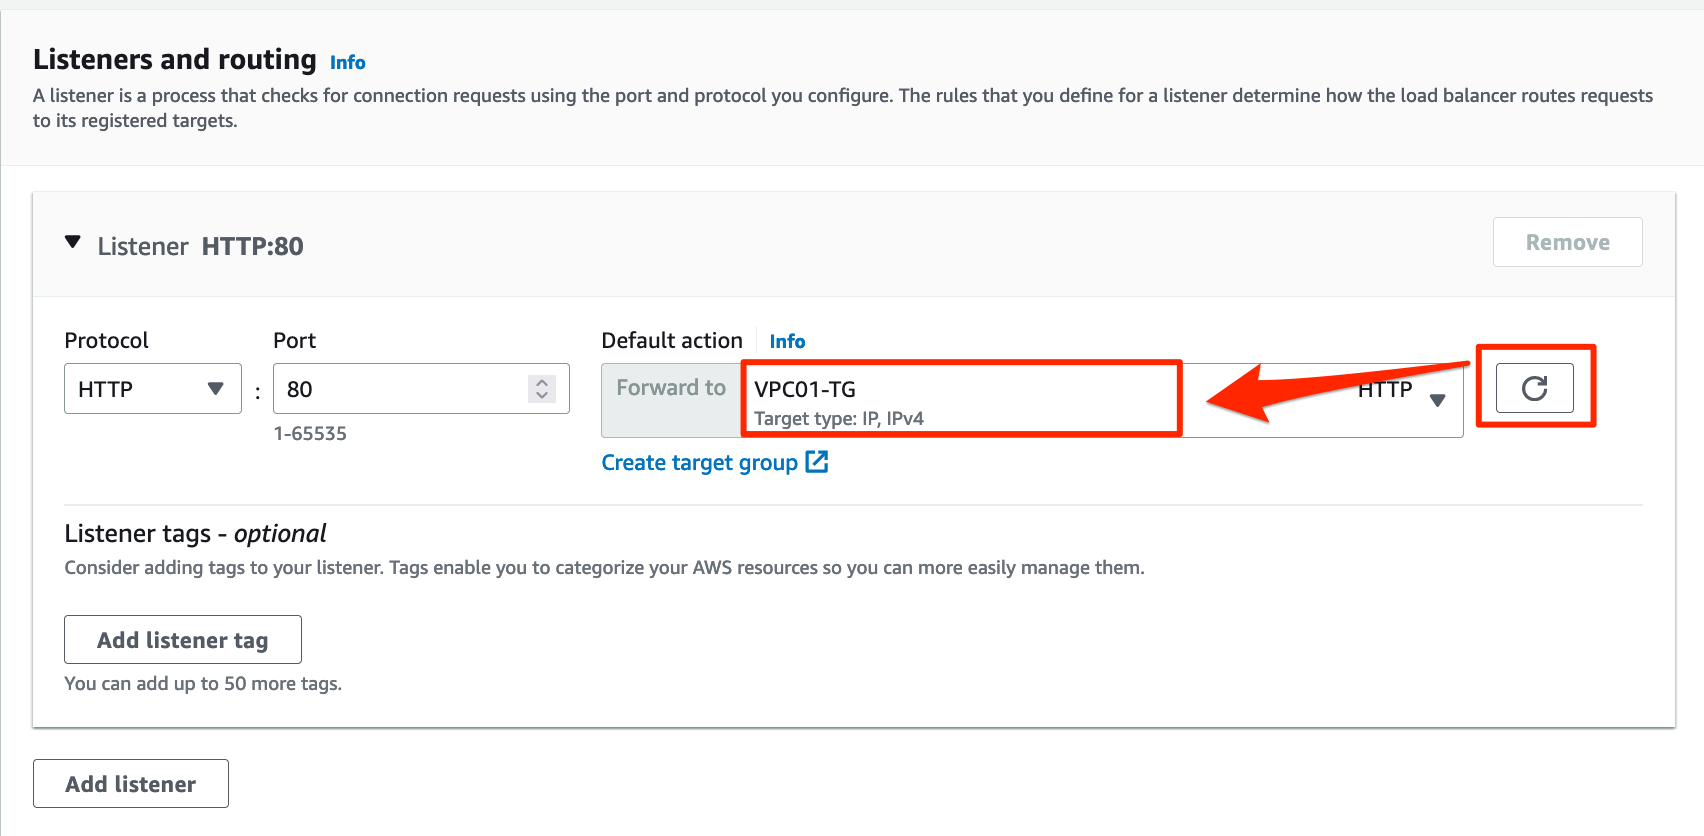 Listeners and routing Info
A listener is a process that checks for connection requests using the port and protocol you configure. The rules that you define for a listener determine how the load balancer routes requests
to its registered targets.
Listener HTTP:80
Remove
Protocol
Port
Default action
Info
HTTP
:
80
Forward to
VPC01-TG
HTTP
Target type: IP, IPv4
1-65535
Create target group
Listener tags - optional
Consider adding tags to your listener. Tags enable you to categorize your AWS resources so you can more easily manage them.
Add listener tag
You can add up to 50 more tags.
Add listener